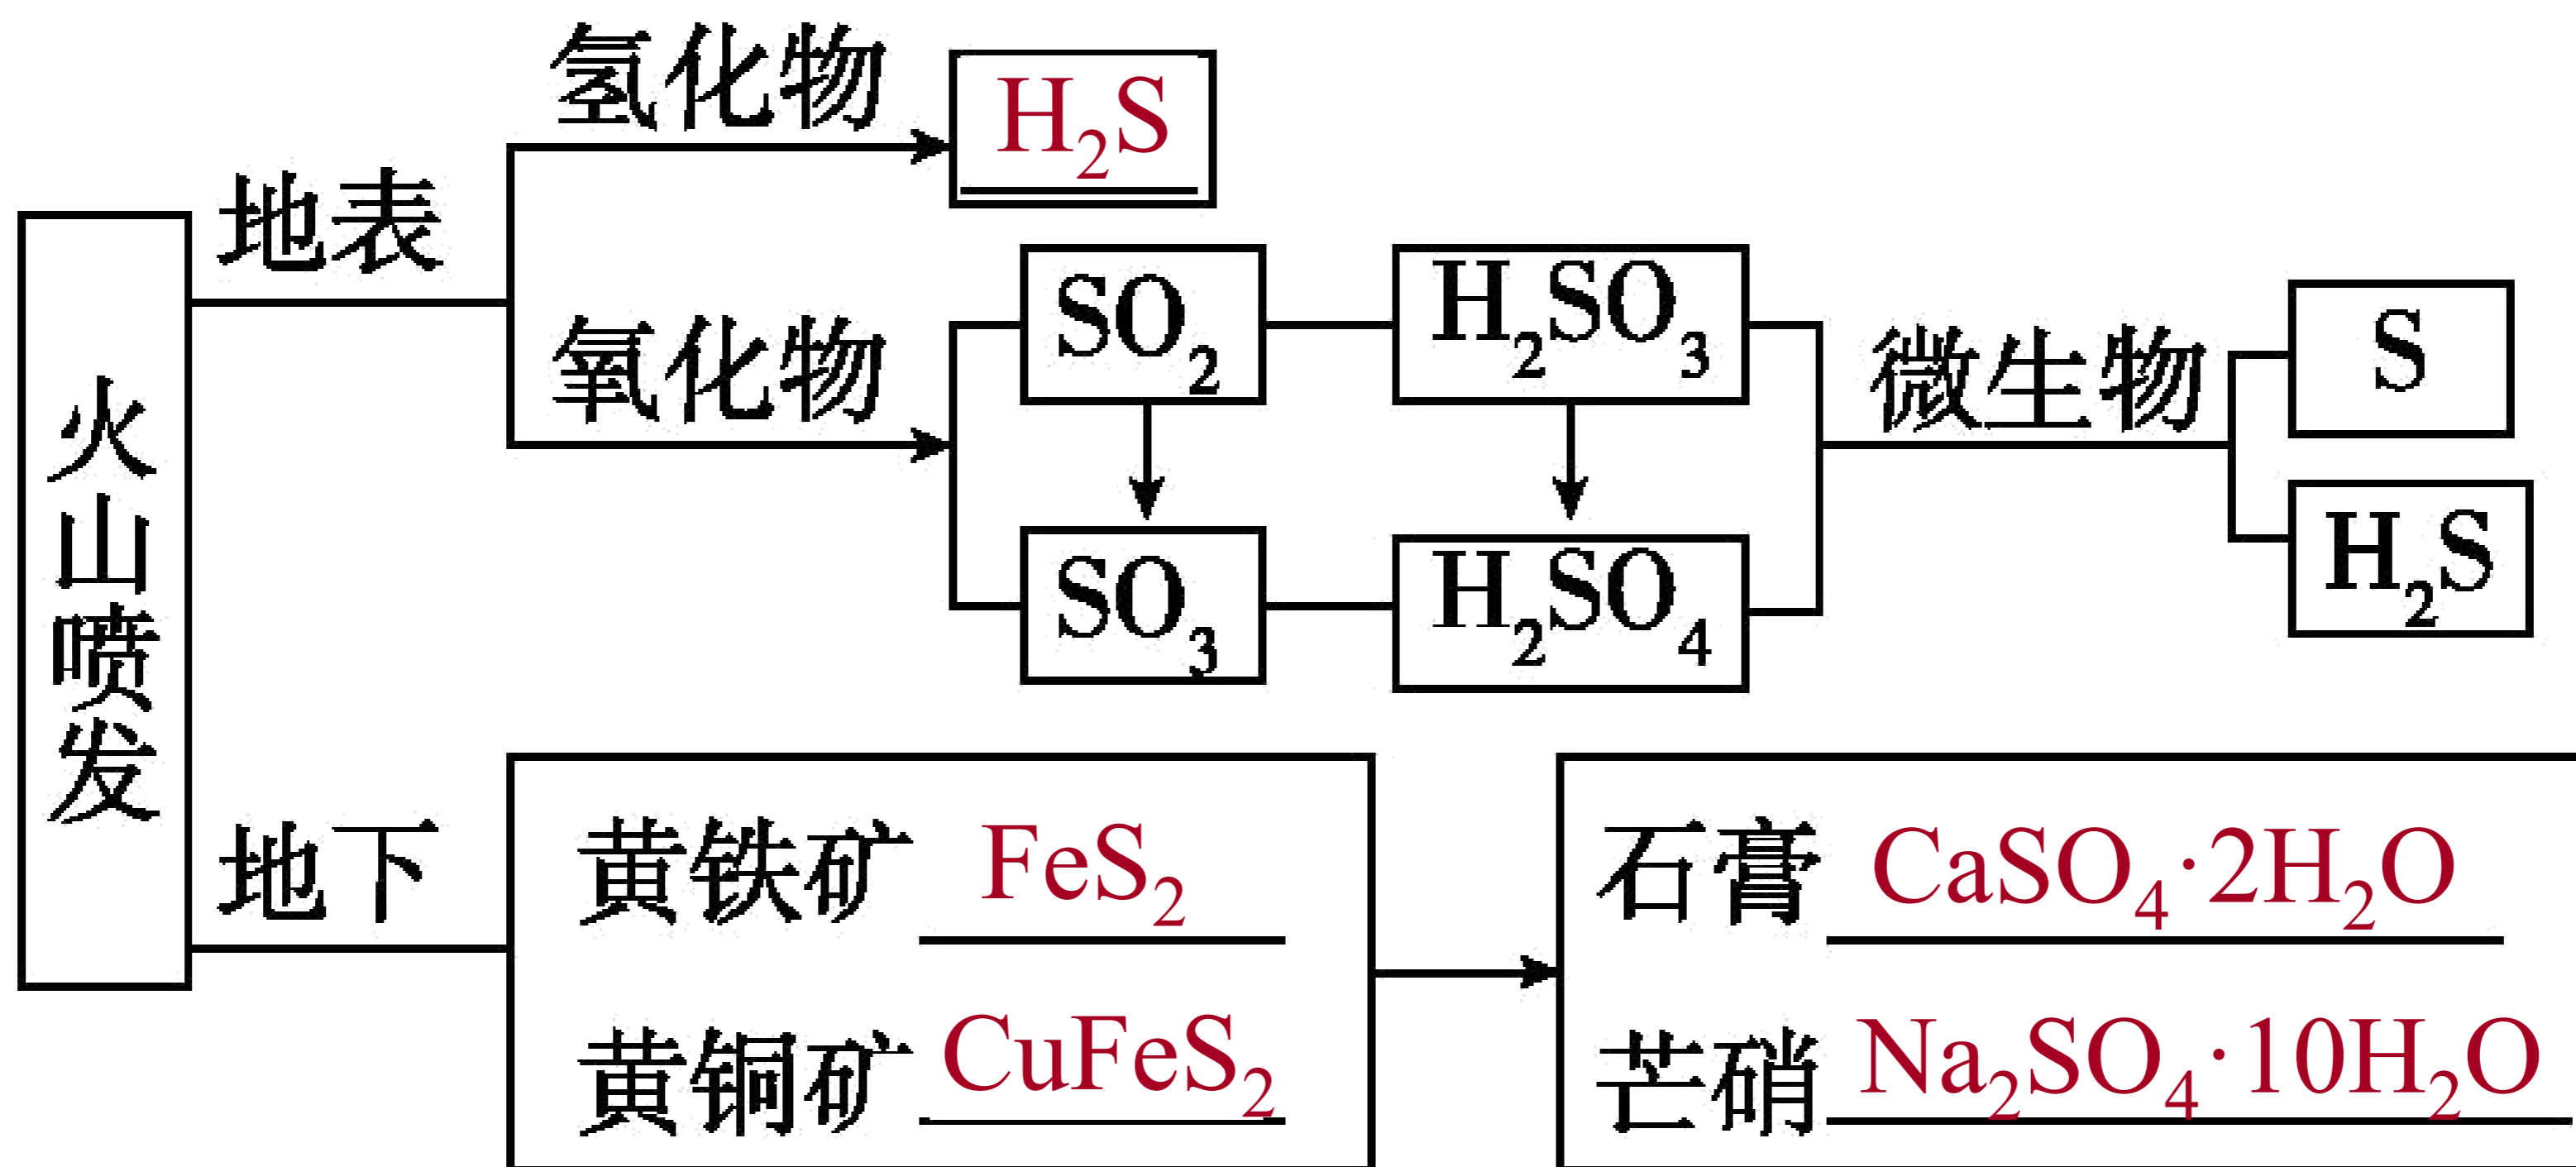 火山喷发
地表
氢化物
H₂S
氧化物
SO₂
H₂SO₃
SO₃
H₂SO₄
微生物
S
H₂S
地下
黄铁矿 FeS₂
黄铜矿 CuFeS₂
石膏 CaSO₄·2H₂O
芒硝 Na₂SO₄·10H₂O